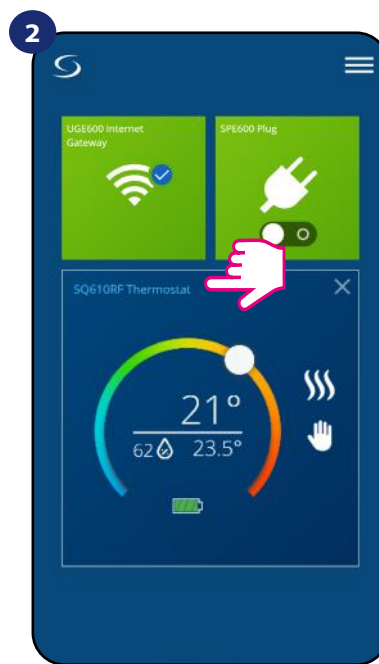 2
UGE600 Internet
Gateway
SPE600 Plug
SQ610RF Thermostat
21°
62 23.5°